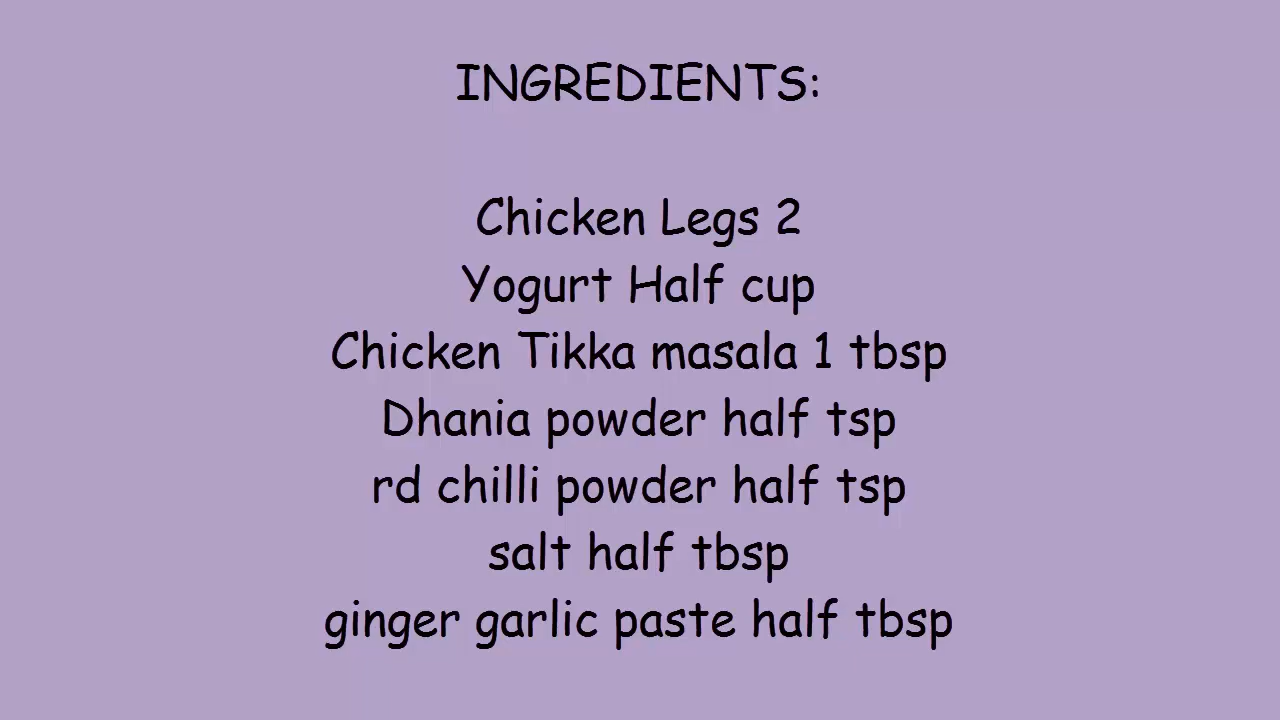 INGREDIENTS:
Chicken Legs 2
Yogurt Half cup
Chicken Tikka masala 1 tbsp
Dhania powder half tsp
rd chilli powder half tsp
salt half tbsp
ginger garlic paste half tbsp